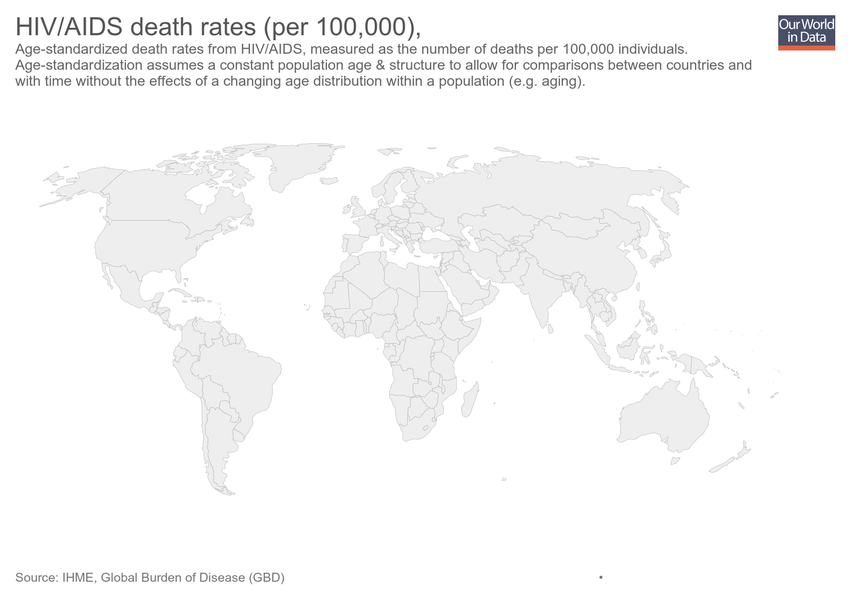 HIV/AIDS death rates (per 100,000),
Our World
in Data
Age-standardized death rates from HIV/AIDS, measured as the number of deaths per 100,000 individuals.
Age-standardization assumes a constant population age & structure to allow for comparisons between countries and
with time without the effects of a changing age distribution within a population (e.g. aging).
Source: IHME, Global Burden of Disease (GBD)
•